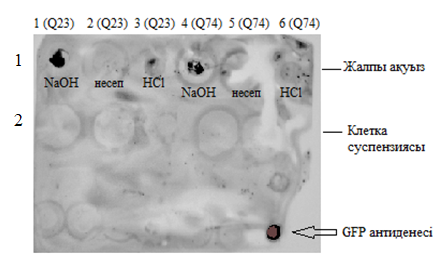 1 (Q23) 2 (Q23) 3 (Q23) 4 (Q74) 5 (Q74) 6 (Q74)
1
Жалпы ақуыз
NaOH несеп HCl NaOH несеп HCl
2
Клетка
суспензиясы
GFP антиденесі